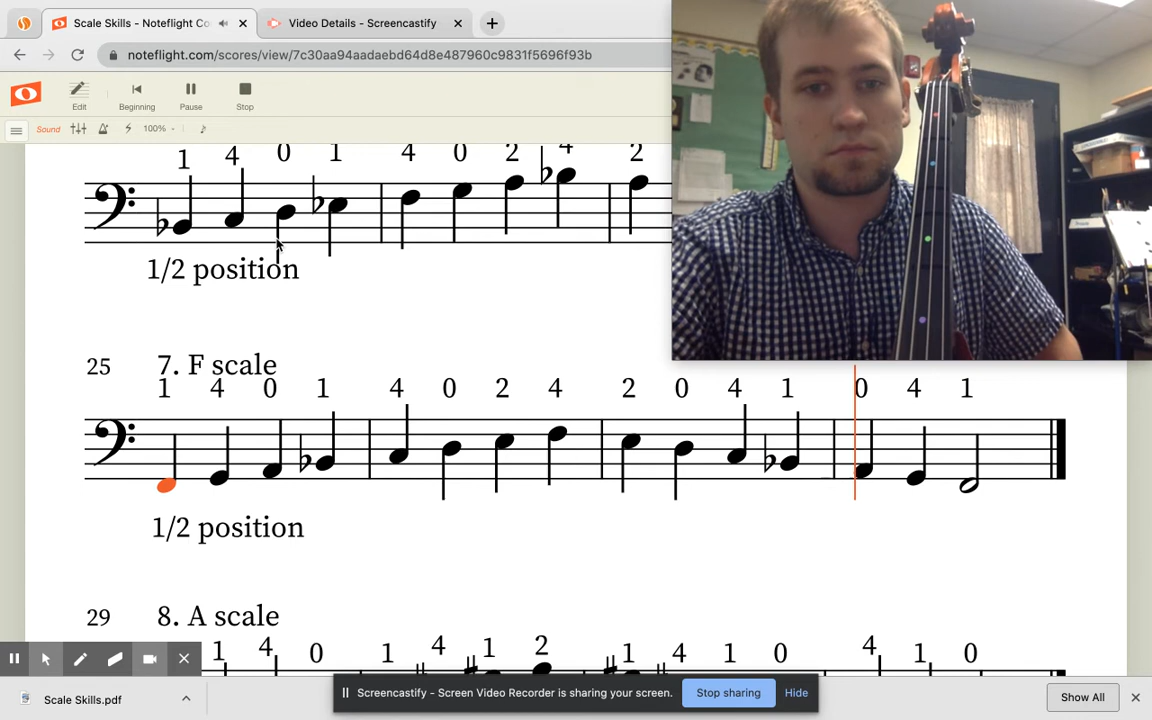 Scale Skills - Noteflight Co
Video Details - Screencastify
noteflight.com/scores/view/7c30aa94aadaebd64d8e487960c9831f5696f93b
Edit
Beginning
Pause
Stop
Sound
100%
1 4 0 1 4 0 2 4 2
1/2 position
25 7. F scale
1 4 0 1 4 0 2 4 2 0 4 1 0 4 1
1/2 position
29 8. A scale
1 4 0 1 4 1 2 1 4 1 0 4 1 0
Screencastify - Screen Video Recorder is sharing your screen.
Stop sharing
Hide
Scale Skills.pdf
Show All